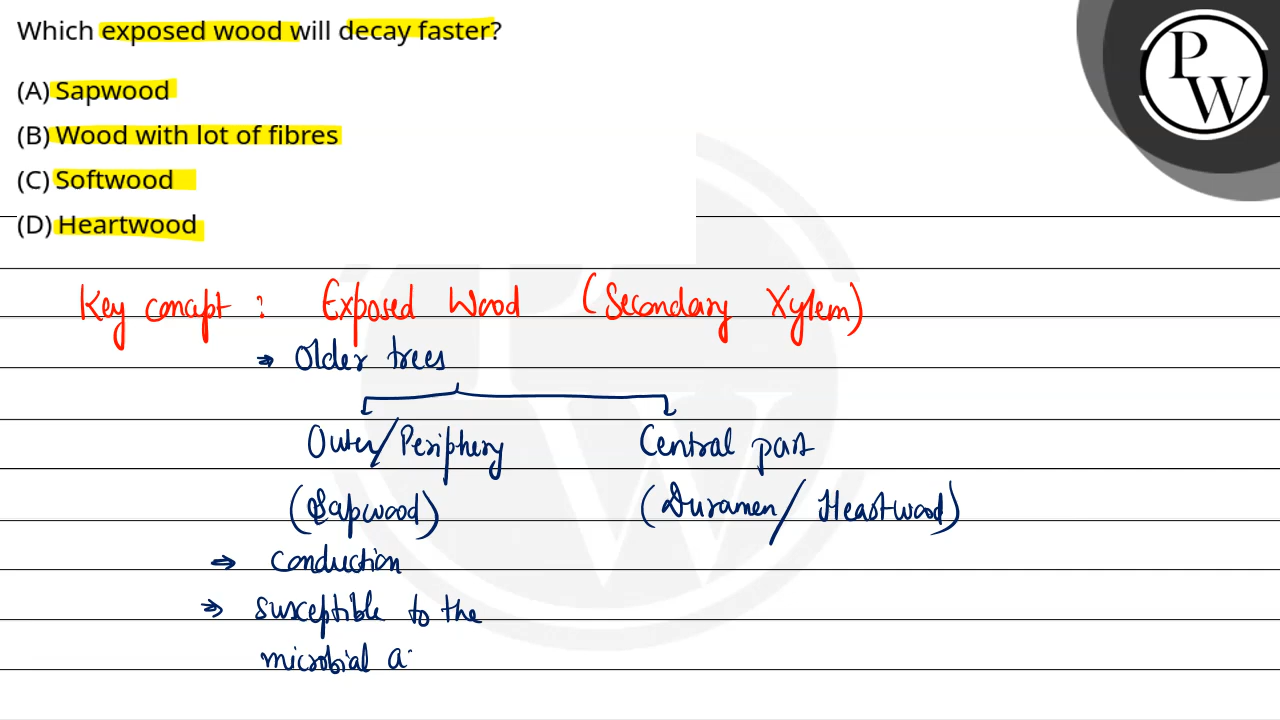 Which exposed wood will decay faster?
(A) Sapwood
(B) Wood with lot of fibres
(C) Softwood
(D) Heartwood
PW
Key concept : Exposed Wood (Secondary Xylem)
→ Older trees
Outer/Periphery Central part
(Sapwood) (Duramen/Heartwood)
⇒ Conduction
⇒ susceptible to the
microbial a